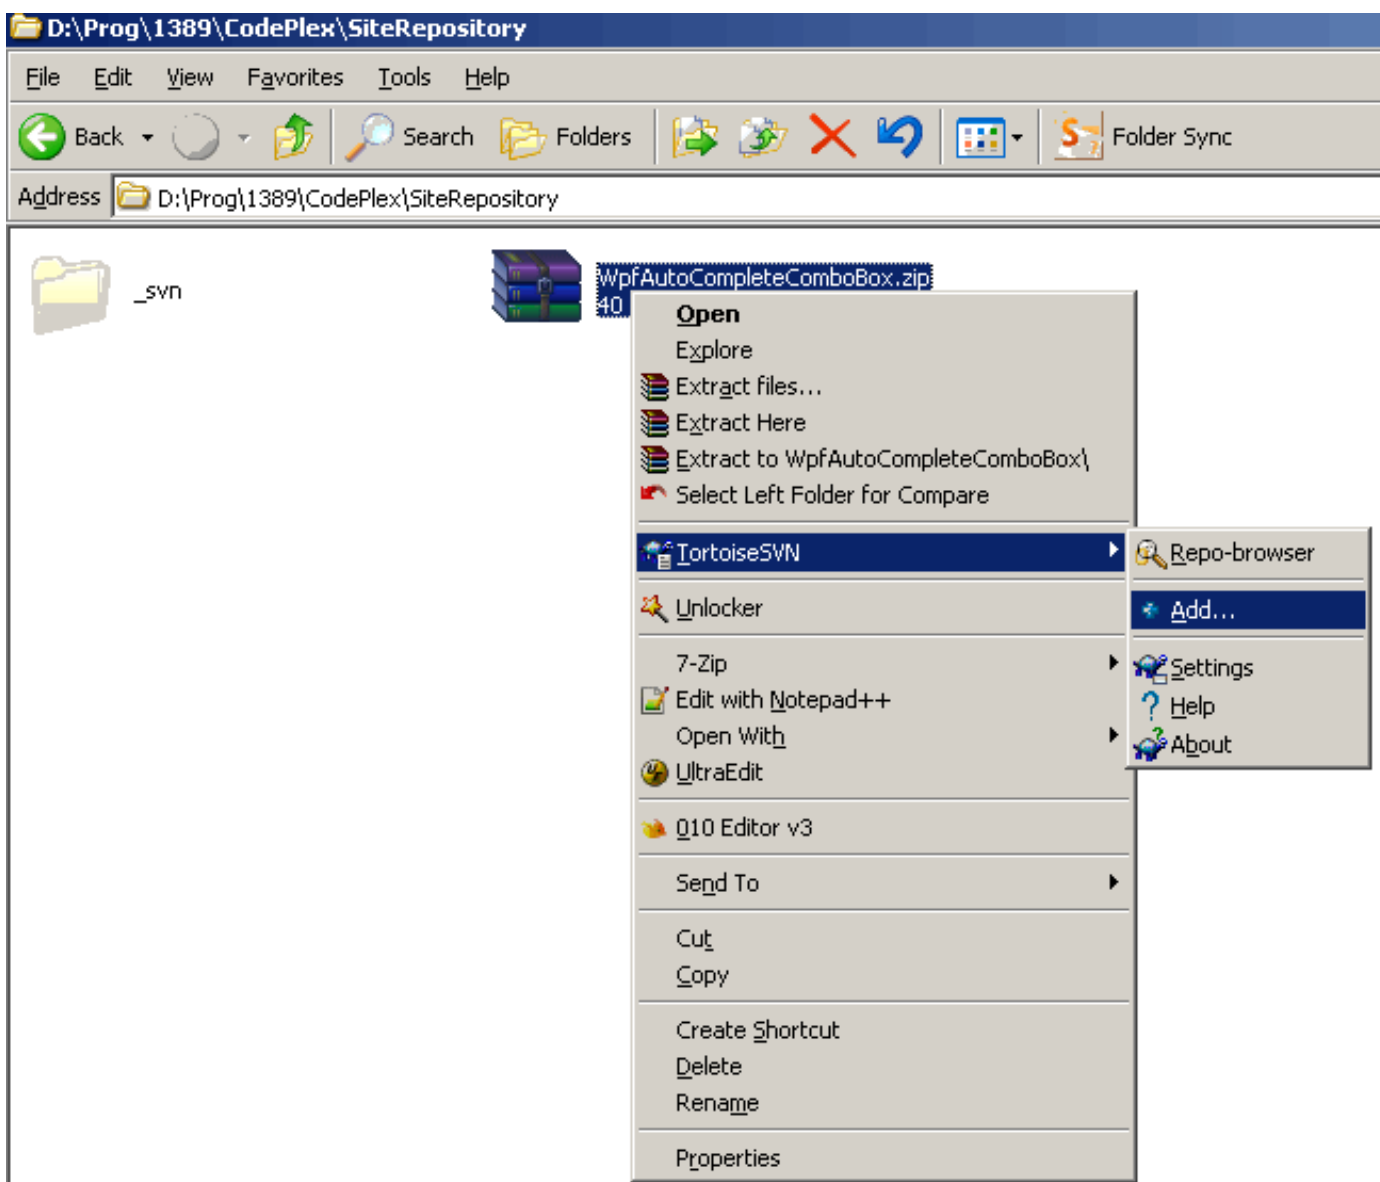 D:\Prog\1389\CodePlex\SiteRepository
File Edit View Favorites Tools Help
Back Search Folders Folder Sync
Address D:\Prog\1389\CodePlex\SiteRepository
_svn
WpfAutoCompleteComboBox.zip
40
Open
Explore
Extract files...
Extract Here
Extract to WpfAutoCompleteComboBox\
Select Left Folder for Compare
TortoiseSVN
Unlocker
7-Zip
Edit with Notepad++
Open With
UltraEdit
010 Editor v3
Send To
Cut
Copy
Create Shortcut
Delete
Rename
Properties
Repo-browser
Add...
Settings
Help
About